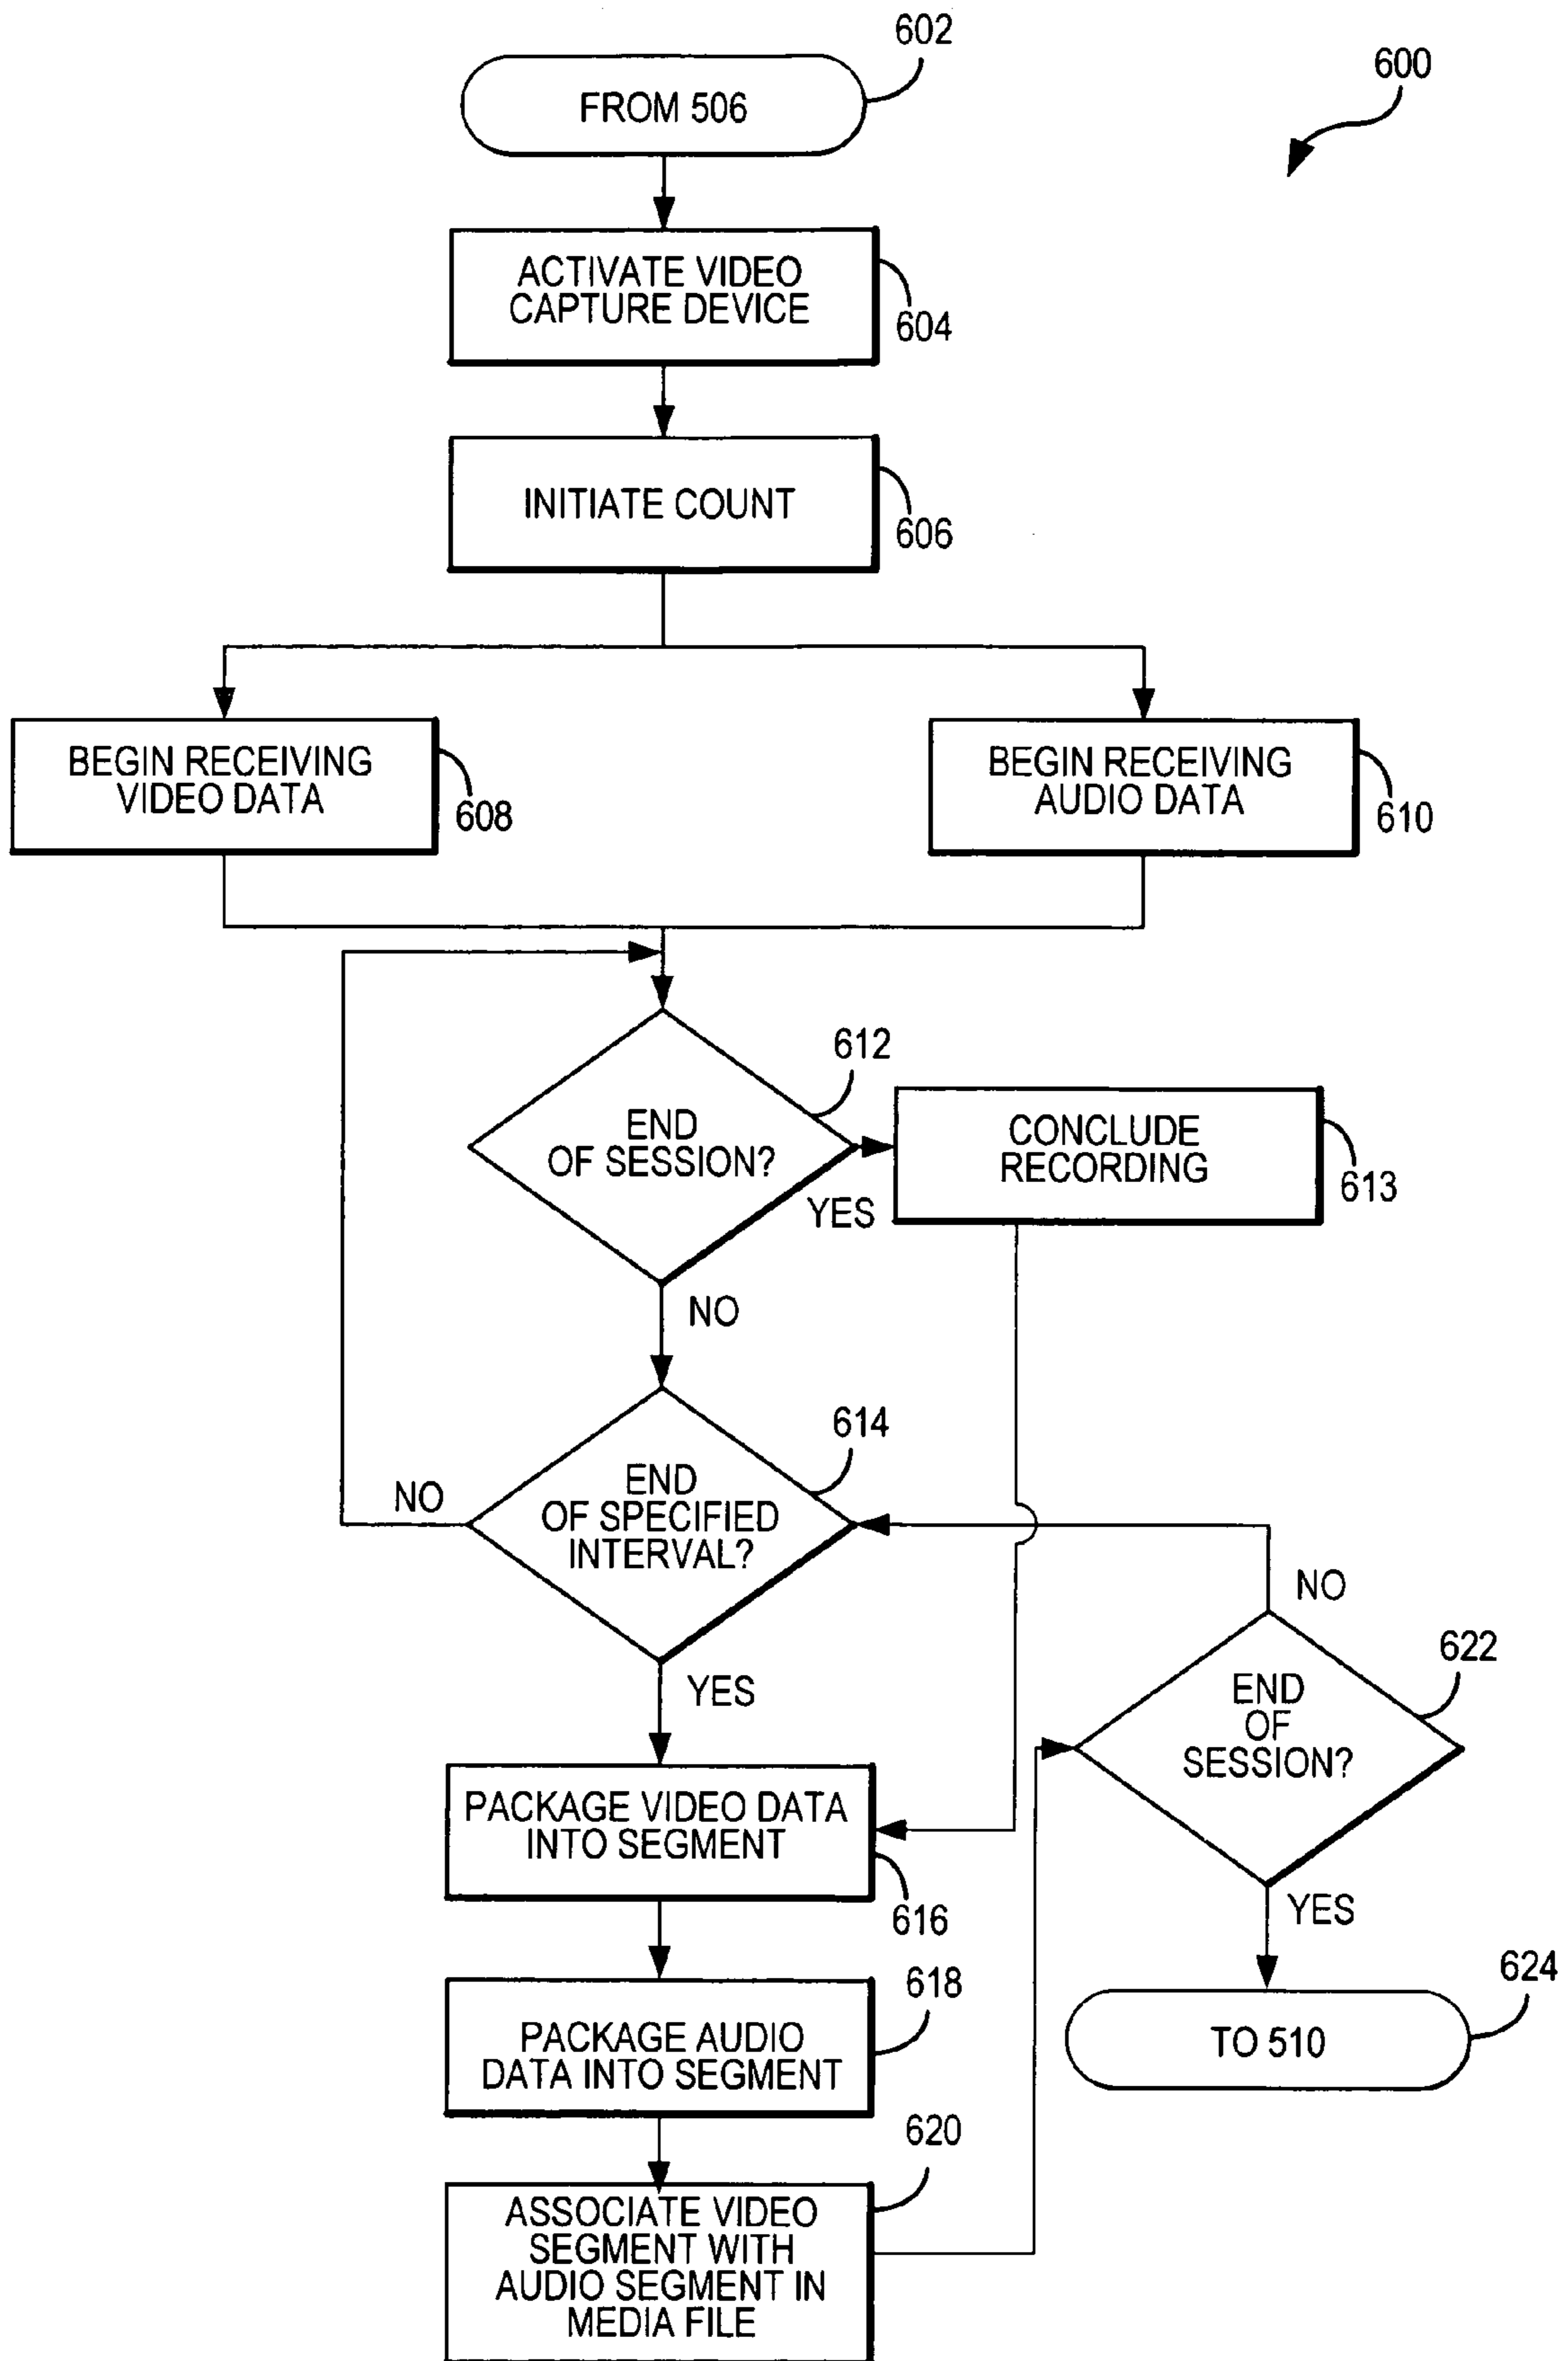 602
FROM 506
600
ACTIVATE VIDEO
CAPTURE DEVICE
604
INITIATE COUNT
606
BEGIN RECEIVING
VIDEO DATA
608
BEGIN RECEIVING
AUDIO DATA
610
612
END
OF SESSION?
YES
NO
CONCLUDE
RECORDING
613
614
END
OF SPECIFIED
INTERVAL?
NO
YES
NO
622
END
OF
SESSION?
YES
PACKAGE VIDEO DATA
INTO SEGMENT
616
618
PACKAGE AUDIO
DATA INTO SEGMENT
624
TO 510
620
ASSOCIATE VIDEO
SEGMENT WITH
AUDIO SEGMENT IN
MEDIA FILE